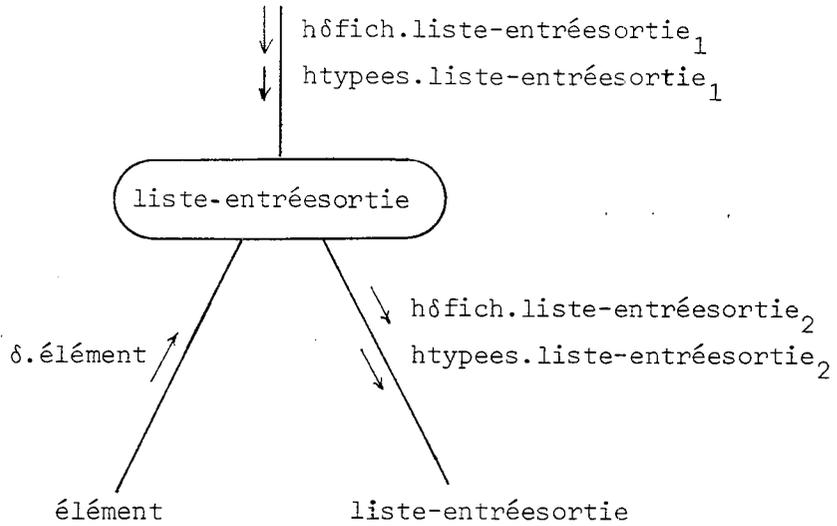 hδfich.liste-entréesortie1
htypees.liste-entréesortie1
liste-entréesortie
hδfich.liste-entréesortie2
δ.élément
htypees.liste-entréesortie2
élément
liste-entréesortie